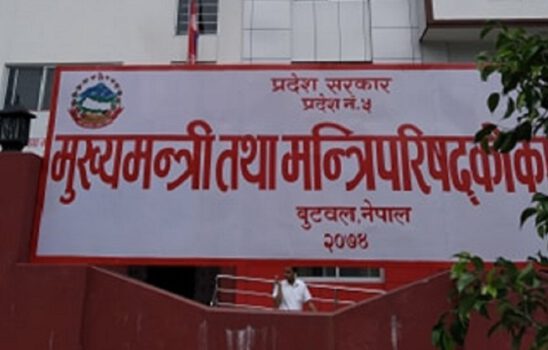 प्रदेश सरकार
प्रदेश नं.५
मुख्यमन्त्री तथा मन्त्रिपरिषद्को का
बुटवल,नेपाल
२०७४